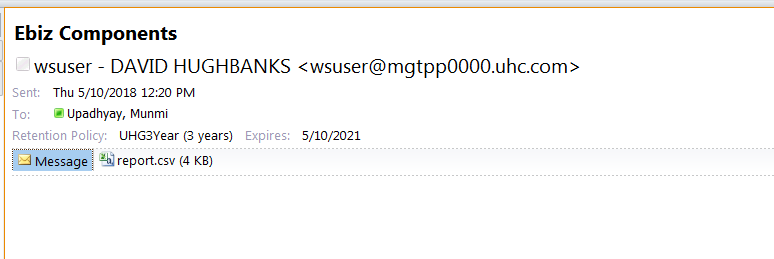 Ebiz Components
wsuser - DAVID HUGHBANKS <wsuser@mgtpp0000.uhc.com>
Sent: Thu 5/10/2018 12:20 PM
To: Upadhyay, Munmi
Retention Policy: UHG3Year (3 years) Expires: 5/10/2021
Message report.csv (4 KB)